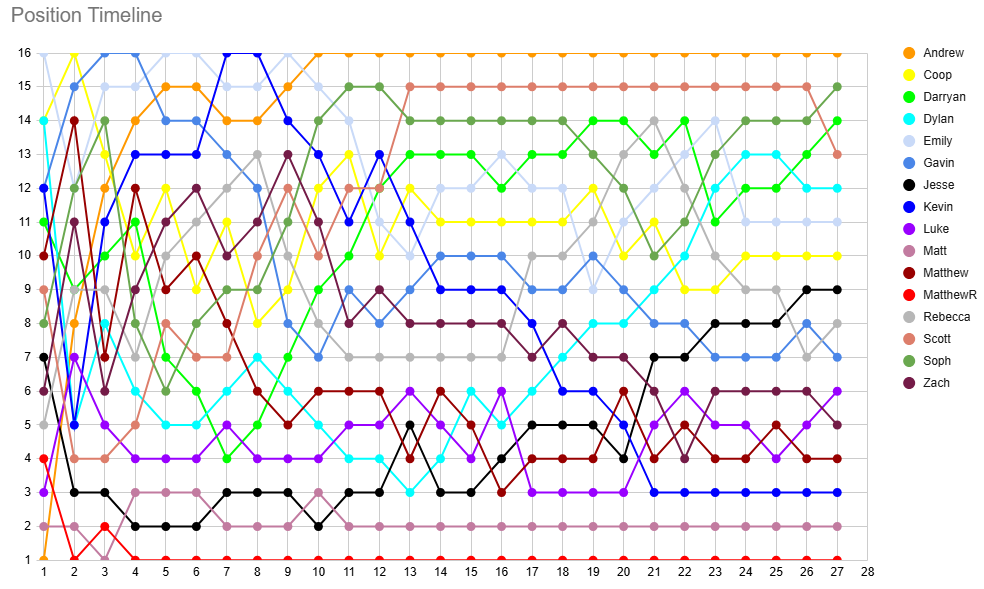 Position Timeline
16
15
14
13
12
11
10
9
8
7
6
5
4
3
2
1
1 2 3 4 5 6 7 8 9 10 11 12 13 14 15 16 17 18 19 20 21 22 23 24 25 26 27 28
Andrew
Coop
Darryan
Dylan
Emily
Gavin
Jesse
Kevin
Luke
Matt
Matthew
MatthewR
Rebecca
Scott
Soph
Zach